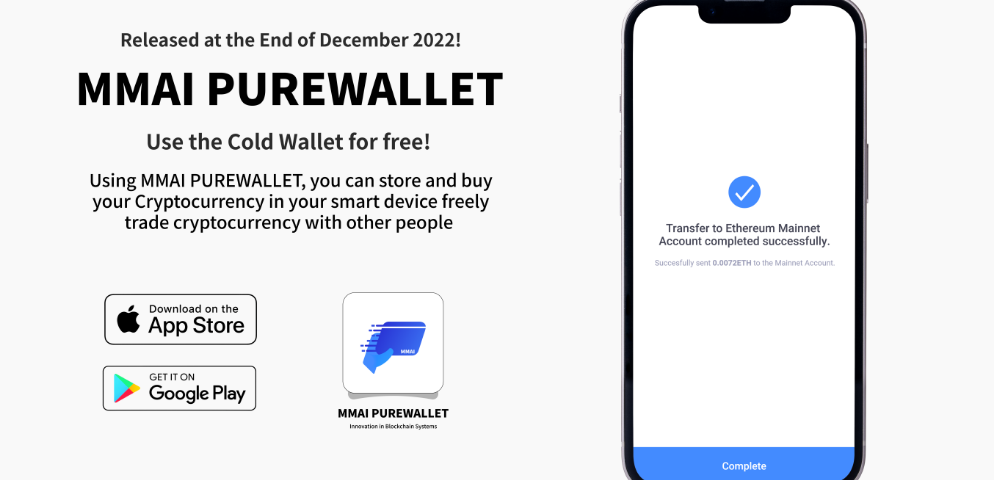 Released at the End of December 2022!
MMAI PUREWALLET
Use the Cold Wallet for free!
Using MMAI PUREWALLET, you can store and buy
your Cryptocurrency in your smart device freely
trade cryptocurrency with other people
Download on the
App Store
GET IT ON
Google Play
MMAI
MMAI PUREWALLET
Innovation in Blockchain Systems
Transfer to Ethereum Mainnet
Account completed successfully.
Succesfully sent 0.0072ETH to the Mainnet Account.
Complete